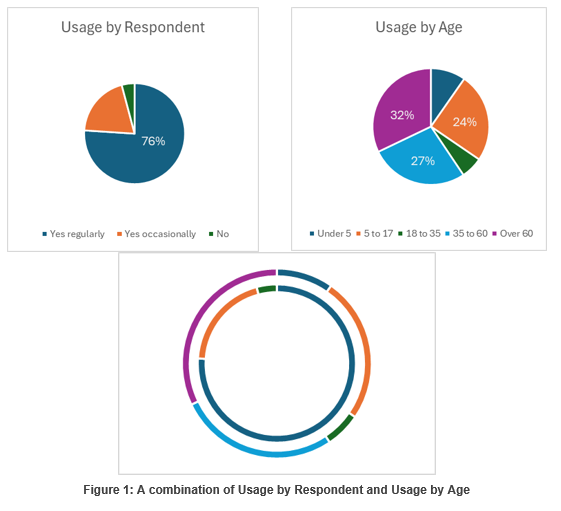 Usage by Respondent
76%
Yes regularly Yes occasionally No
Usage by Age
32%
24%
27%
Under 5 5 to 17 18 to 35 35 to 60 Over 60
Figure 1: A combination of Usage by Respondent and Usage by Age